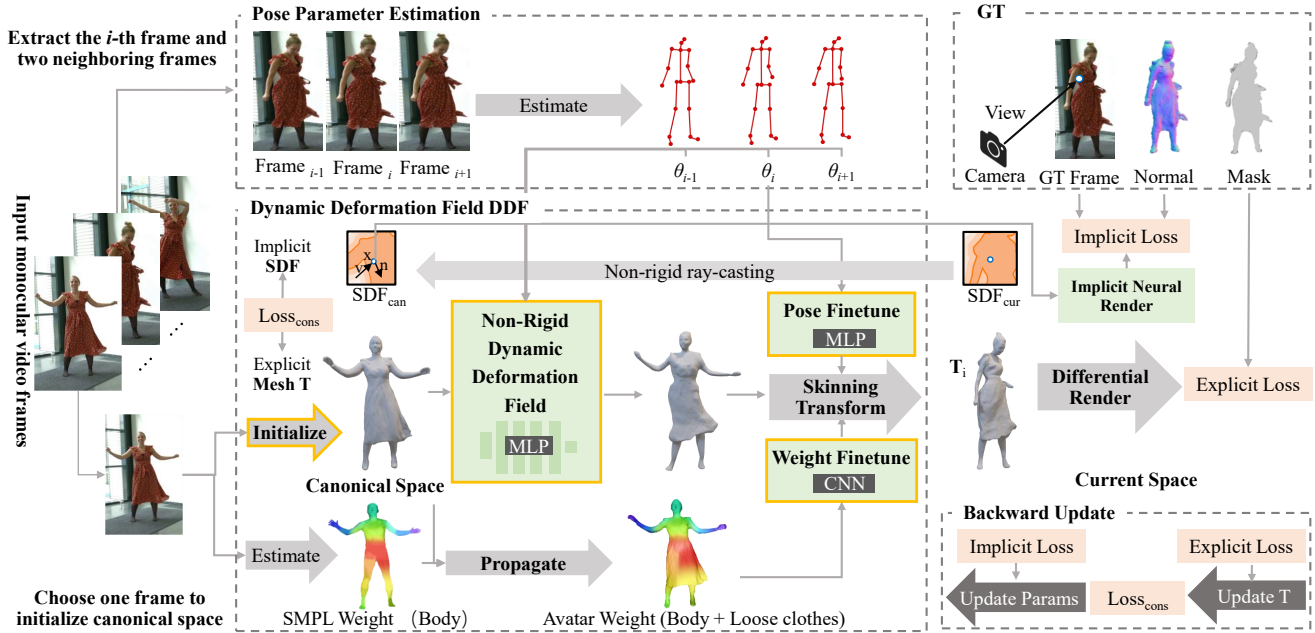 Pose Parameter Estimation
Extract the i-th frame and
two neighboring frames
Frame i-1
Frame i
Frame i+1
Estimate
θi-1
θi
θi+1
GT
View
Camera
GT Frame
Normal
Mask
Input monocular video frames
Dynamic Deformation Field DDF
Implicit
SDF
x
v
n
SDFcan
Non-rigid ray-casting
SDFcur
Losscons
Explicit
Mesh T
Initialize
Non-Rigid
Dynamic
Deformation
Field
MLP
Pose Finetune
MLP
Skinning
Transform
Weight Finetune
CNN
Canonical Space
Estimate
Propagate
SMPL Weight （Body）
Avatar Weight (Body + Loose clothes)
Implicit Loss
Implicit Neural
Render
Ti
Differential
Render
Explicit Loss
Current Space
Choose one frame to
initialize canonical space
Backward Update
Implicit Loss
Explicit Loss
Update Params
Losscons
Update T